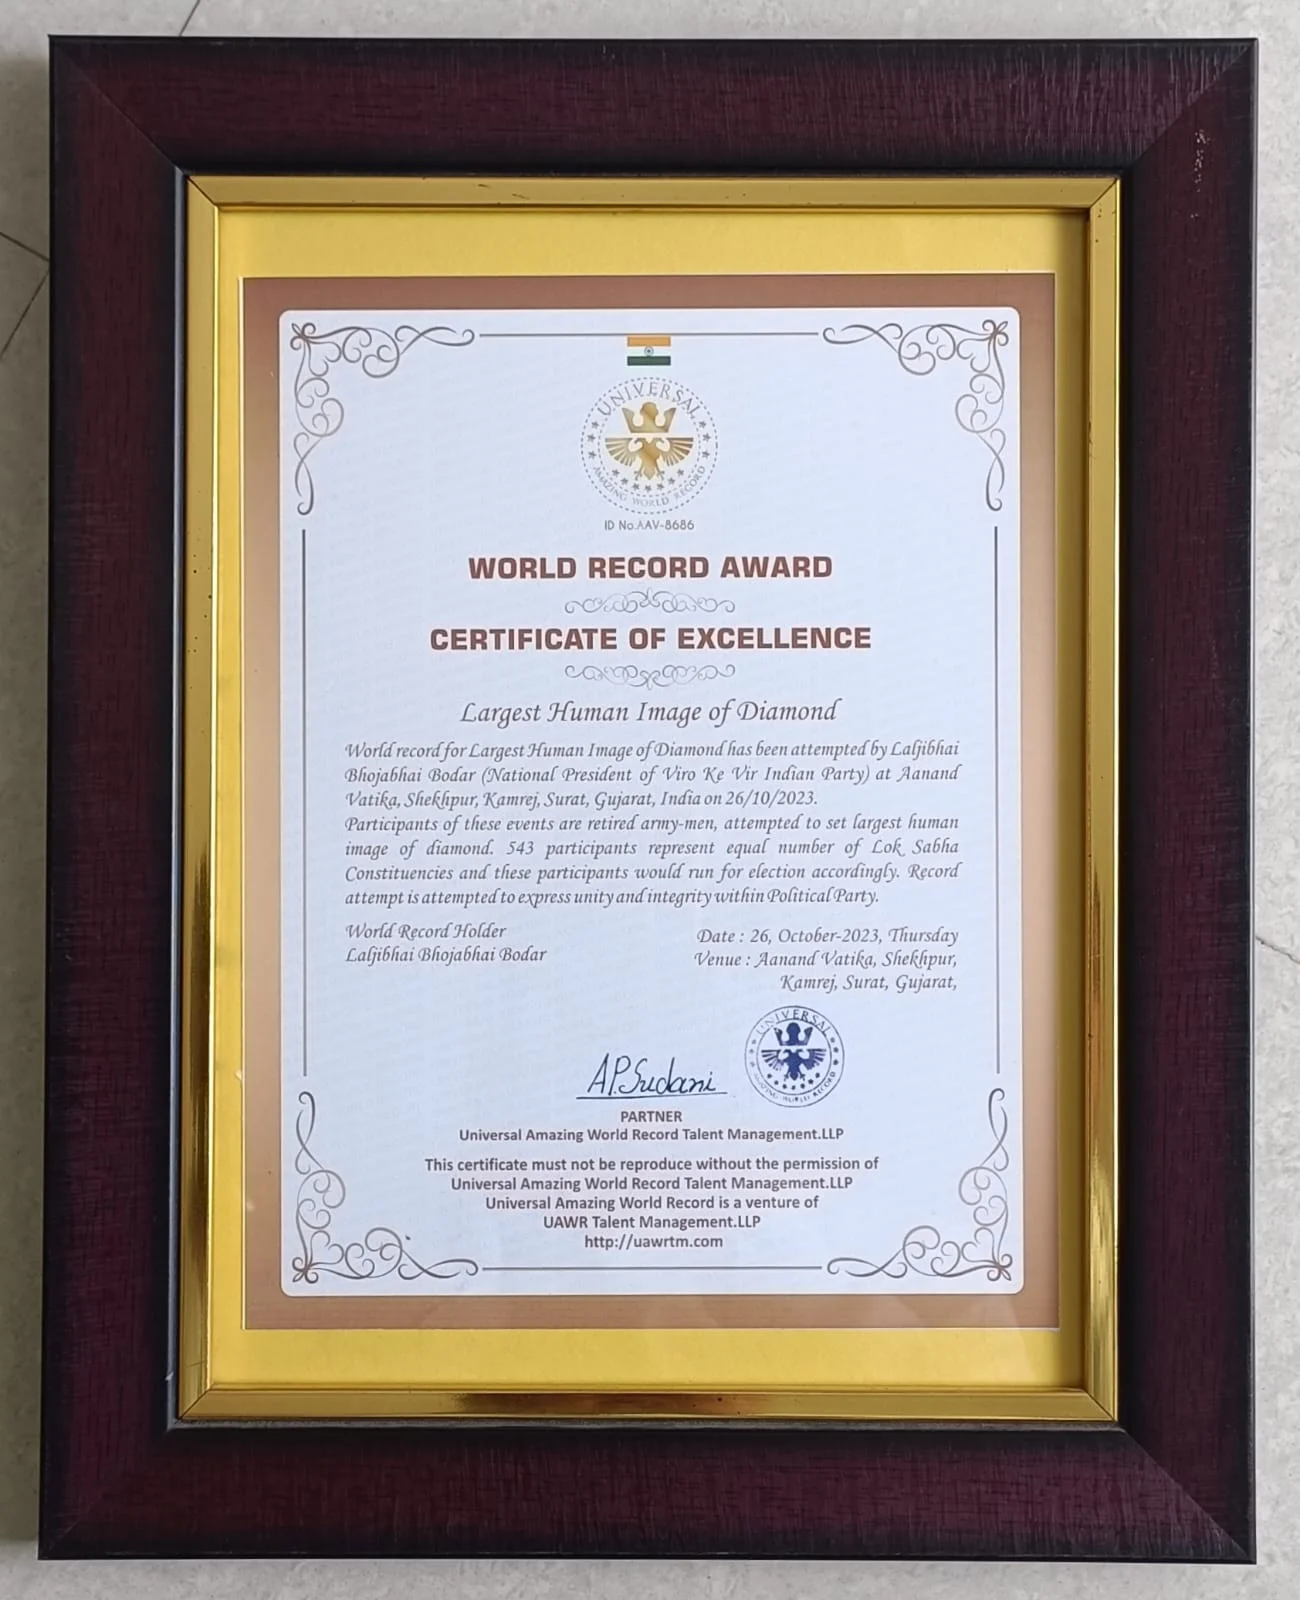 UNIVERSAL
AMAZING WORLD RECORD
ID No.AAV-8686
WORLD RECORD AWARD
CERTIFICATE OF EXCELLENCE
Largest Human Image of Diamond
World record for Largest Human Image of Diamond has been attempted by Laljibhai
Bhojabhai Bodar (National President of Viro Ke Vir Indian Party) at Aanand
Vatika, Shekhpur, Kamrej, Surat, Gujarat, India on 26/10/2023.
Participants of these events are retired army-men, attempted to set largest human
image of diamond. 543 participants represent equal number of Lok Sabha
Constituencies and these participants would run for election accordingly. Record
attempt is attempted to express unity and integrity within Political Party.
World Record Holder
Laljibhai Bhojabhai Bodar
Date : 26, October-2023, Thursday
Venue : Aanand Vatika, Shekhpur,
Kamrej, Surat, Gujarat,
A.P.Sudani
UNIVERSAL
AMAZING WORLD RECORD
PARTNER
Universal Amazing World Record Talent Management.LLP
This certificate must not be reproduce without the permission of
Universal Amazing World Record Talent Management.LLP
Universal Amazing World Record is a venture of
UAWR Talent Management.LLP
http://uawrtm.com